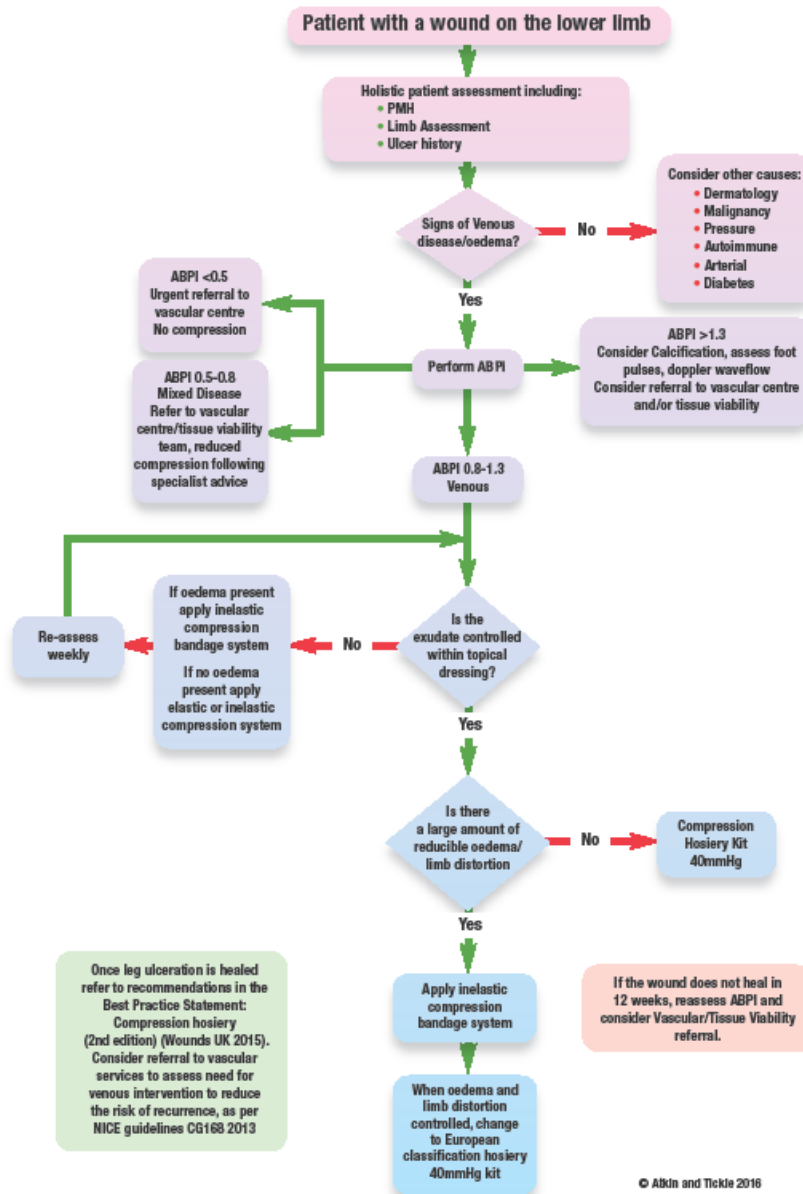 Patient with a wound on the lower limb
Holistic patient assessment including:
• PMH
• Limb Assessment
• Ulcer history
Signs of Venous
disease/oedema?
No
Consider other causes:
• Dermatology
• Malignancy
• Pressure
• Autoimmune
• Arterial
• Diabetes
Yes
ABPI <0.5
Urgent referral to
vascular centre
No compression
Perform ABPI
ABPI >1.3
Consider Calcification, assess foot
pulses, doppler waveflow
Consider referral to vascular centre
and/or tissue viability
ABPI 0.5-0.8
Mixed Disease
Refer to vascular
centre/tissue viability
team, reduced
compression following
specialist advice
ABPI 0.8-1.3
Venous
Is the
exudate controlled
within topical
dressing?
No
If oedema present
apply inelastic
compression
bandage system
If no oedema
present apply
elastic or inelastic
compression system
Re-assess
weekly
Yes
Is there
a large amount of
reducible oedema/
limb distortion
No
Compression
Hosiery Kit
40mmHg
Yes
Apply inelastic
compression
bandage system
When oedema and
limb distortion
controlled, change
to European
classification hosiery
40mmHg kit
Once leg ulceration is healed
refer to recommendations in the
Best Practice Statement:
Compression hosiery
(2nd edition) (Wounds UK 2015).
Consider referral to vascular
services to assess need for
venous intervention to reduce
the risk of recurrence, as per
NICE guidelines CG168 2013
If the wound does not heal in
12 weeks, reassess ABPI and
consider Vascular/Tissue Viability
referral.
© Atkin and Tickle 2016